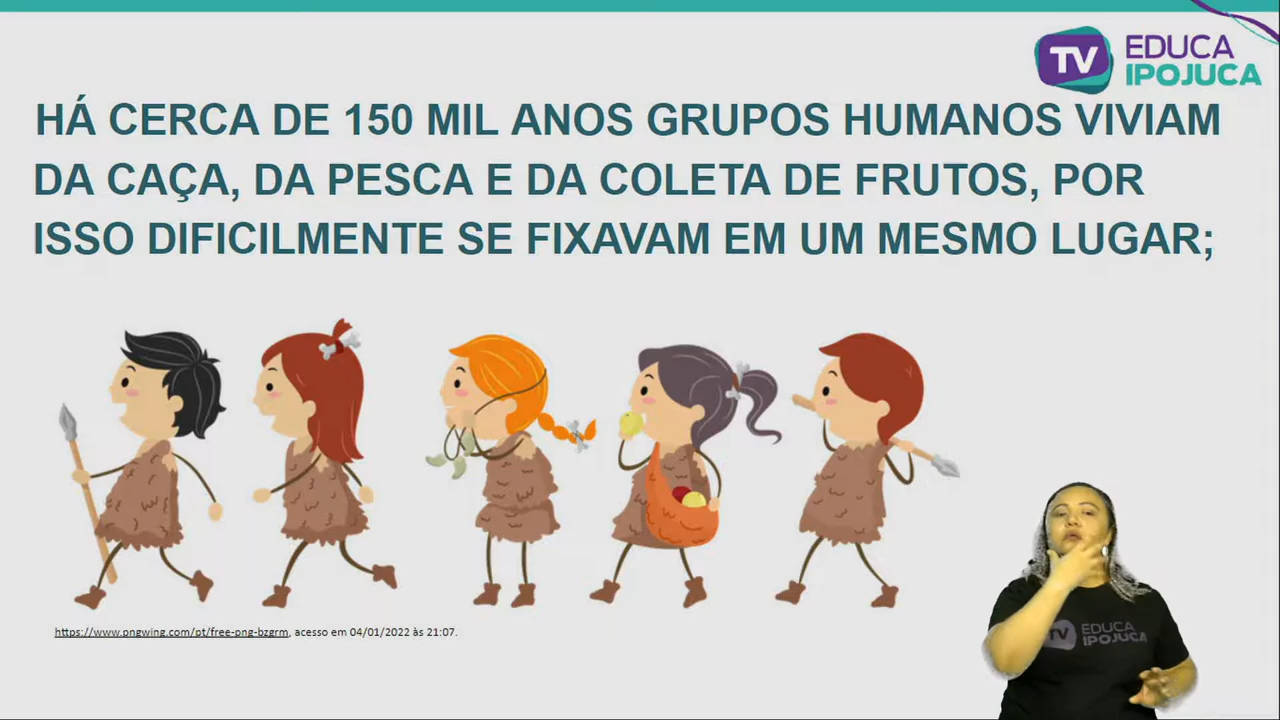 TV EDUCA
IPOJUCA
HÁ CERCA DE 150 MIL ANOS GRUPOS HUMANOS VIVIAM
DA CAÇA, DA PESCA E DA COLETA DE FRUTOS, POR
ISSO DIFICILMENTE SE FIXAVAM EM UM MESMO LUGAR;
https://www.pngwing.com/pt/free-png-bzgrm, acesso em 04/01/2022 às 21:07.
TV EDUCA
IPOJUCA